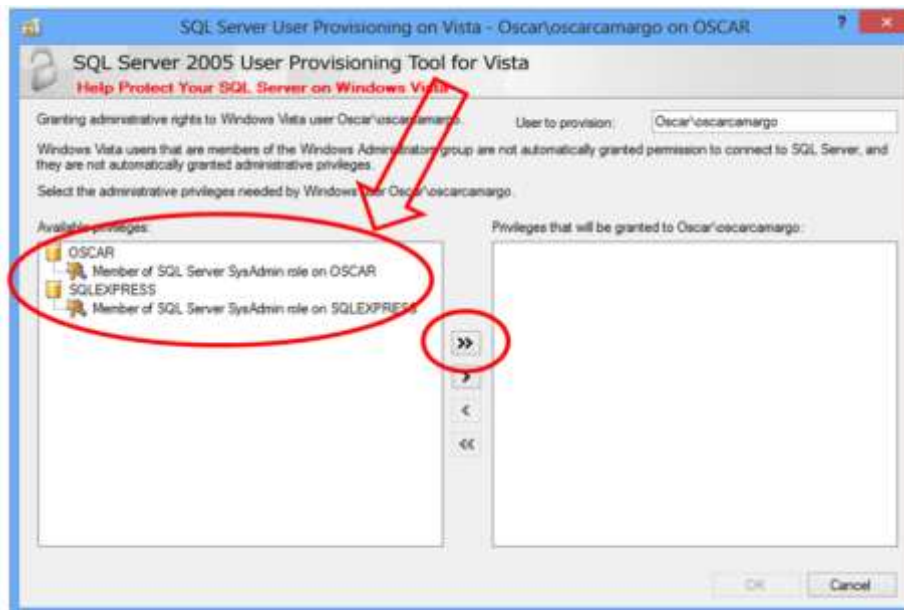 SQL Server User Provisioning on Vista - Oscar\oscarcamargo on OSCAR
?
SQL Server 2005 User Provisioning Tool for Vista
Help Protect Your SQL Server on Windows Vista
Granting administrative rights to Windows Vista user Oscar\oscarcamargo.
User to provision:
Oscar\oscarcamargo
Windows Vista users that are members of the Windows Administrators group are not automatically granted permission to connect to SQL Server, and
they are not automatically granted administrative privileges.
Select the administrative privileges needed by Windows user Oscar\oscarcamargo.
Available privileges:
Privileges that will be granted to Oscar\oscarcamargo:
OSCAR
Member of SQL Server SysAdmin role on OSCAR
SQLEXPRESS
Member of SQL Server SysAdmin role on SQLEXPRESS
>>
>
<
<<
OK
Cancel